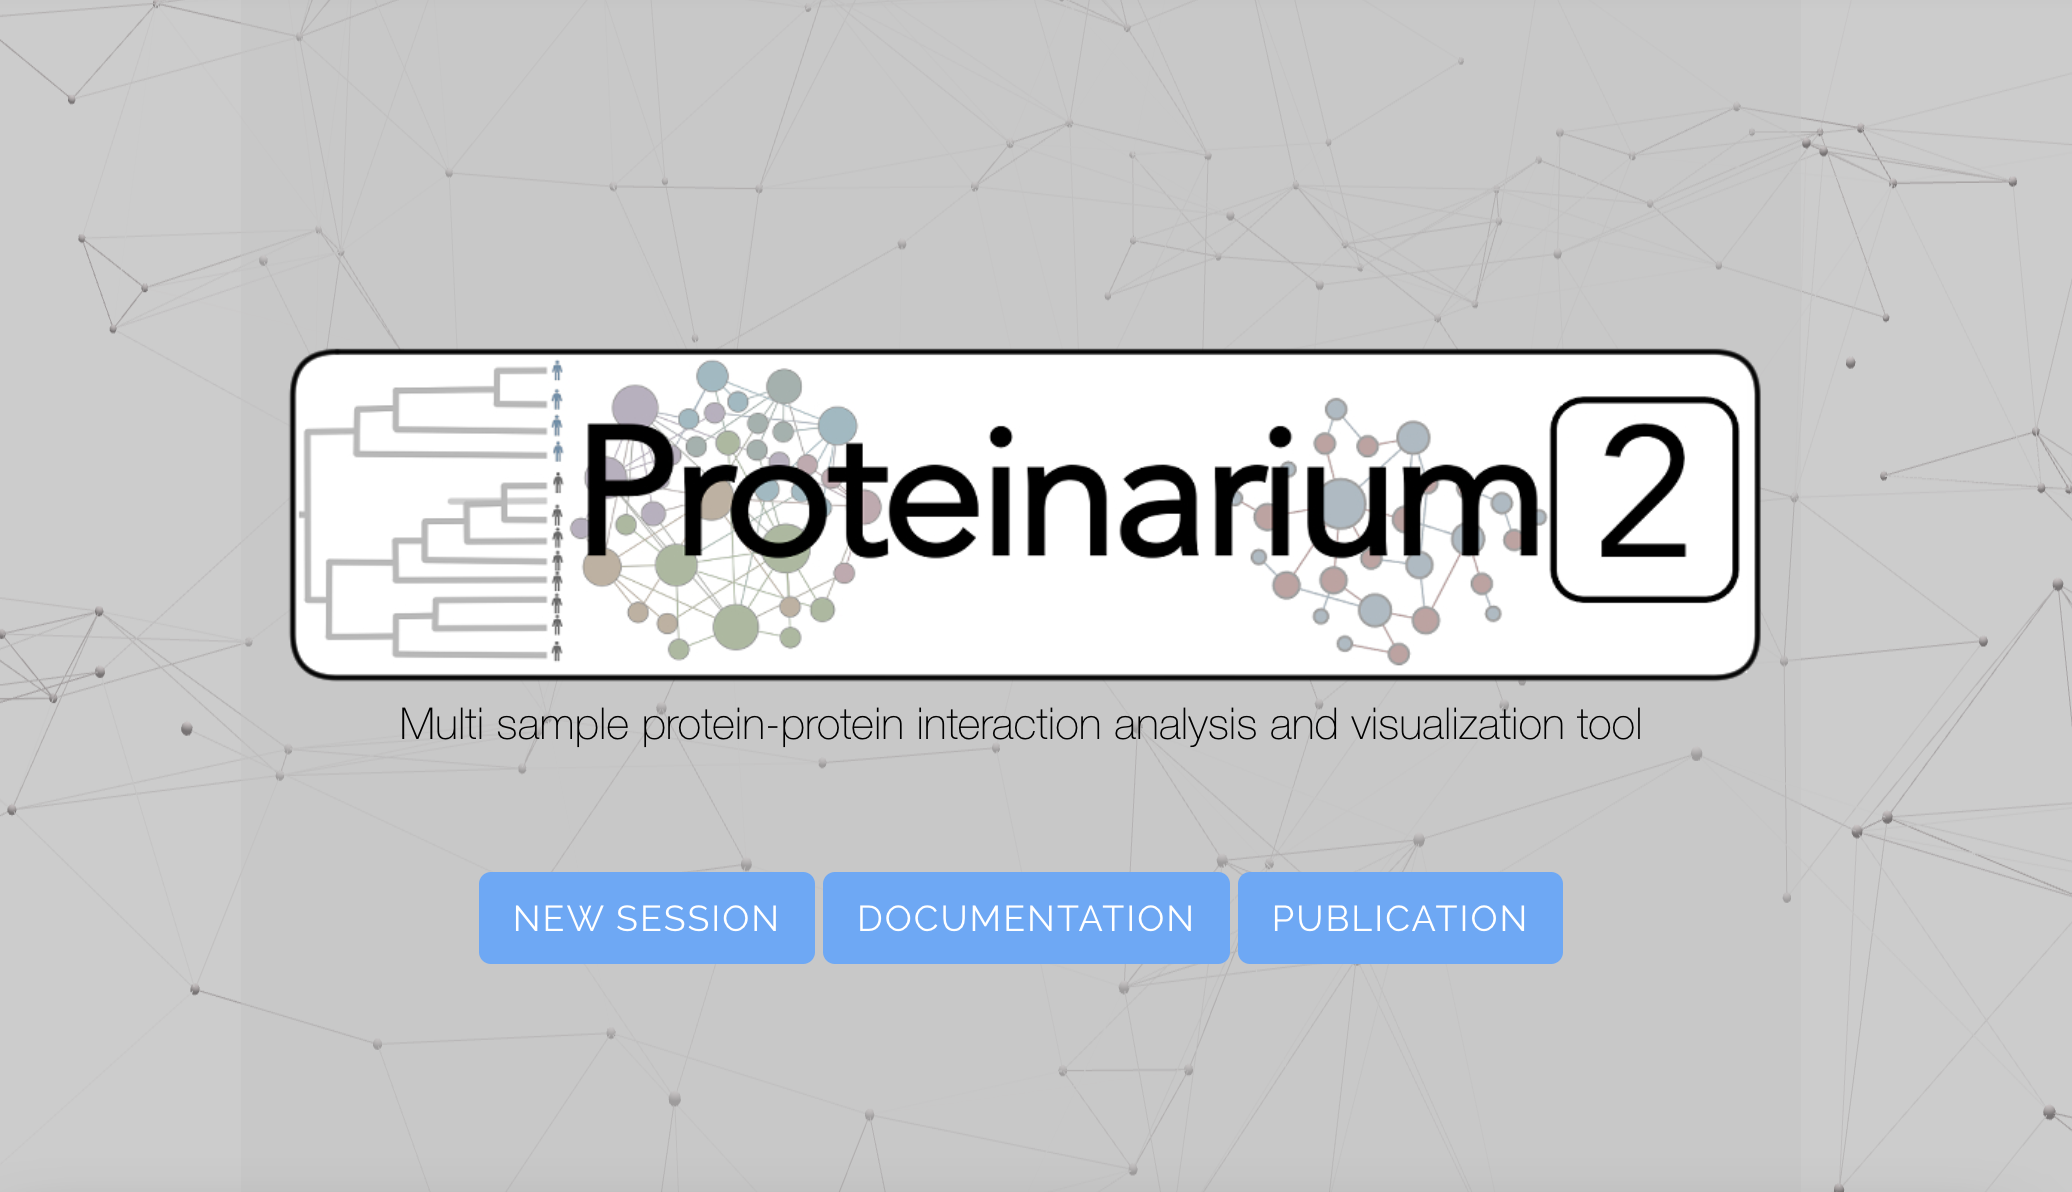 Proteinarium 2
Multi sample protein-protein interaction analysis and visualization tool
NEW SESSION DOCUMENTATION PUBLICATION